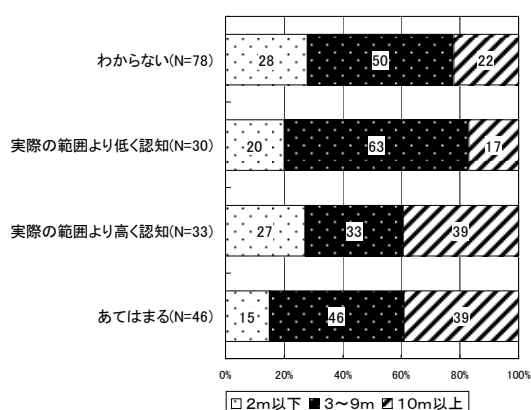 わからない(N=78)
28 50 22
実際の範囲より低く認知(N=30)
20 63 17
実際の範囲より高く認知(N=33)
27 33 39
あてはまる(N=46)
15 46 39
0% 20% 40% 60% 80% 100%
2m以下 3～9m 10m以上